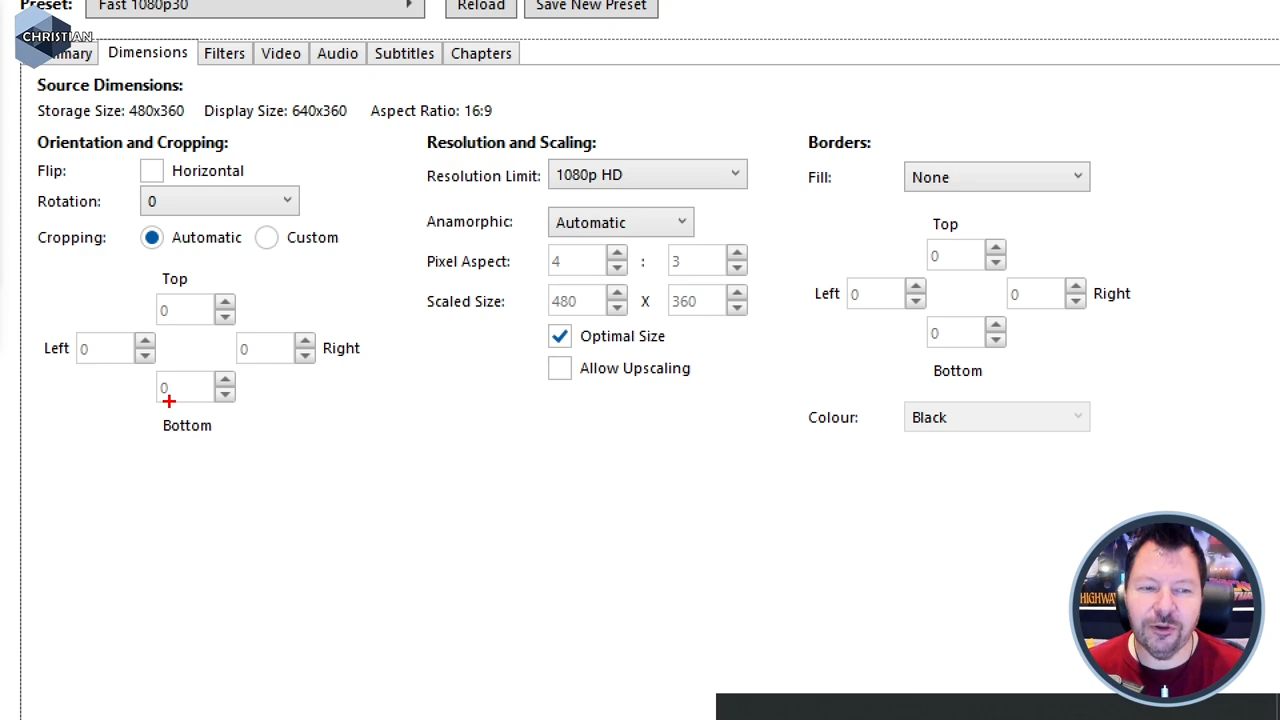 Preset: Fast 1080p30 Reload Save New Preset
CHRISTIAN
Dimensions Filters Video Audio Subtitles Chapters
Source Dimensions:
Storage Size: 480x360 Display Size: 640x360 Aspect Ratio: 16:9
Orientation and Cropping: Resolution and Scaling: Borders:
Flip: Horizontal Resolution Limit: 1080p HD Fill: None
Rotation: 0
Anamorphic: Automatic Top
Cropping: Automatic Custom
Pixel Aspect: 4 : 3 0
Top Left 0 0 Right
0 Scaled Size: 480 X 360
Optimal Size 0
Left 0 0 Right
Allow Upscaling Bottom
0
Bottom Colour: Black
HIGHWAY